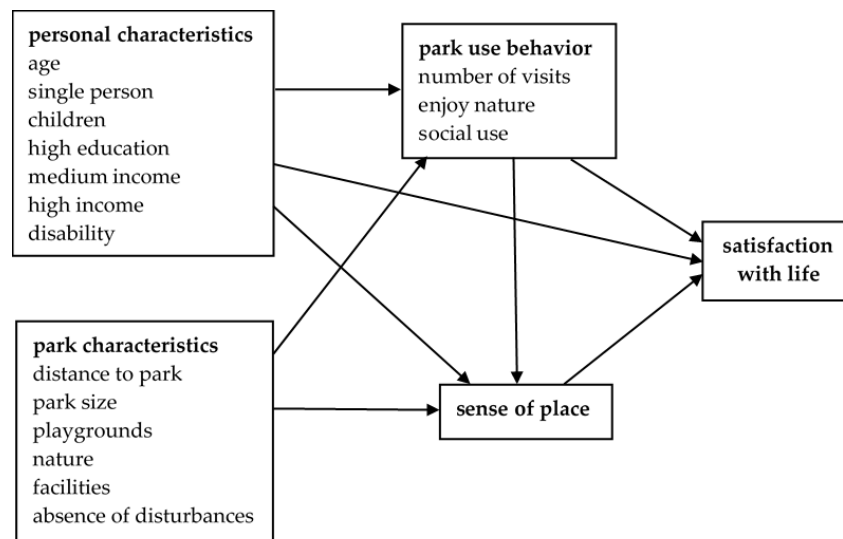 personal characteristics
age
single person
children
high education
medium income
high income
disability
park use behavior
number of visits
enjoy nature
social use
satisfaction
with life
park characteristics
distance to park
park size
playgrounds
nature
facilities
absence of disturbances
sense of place